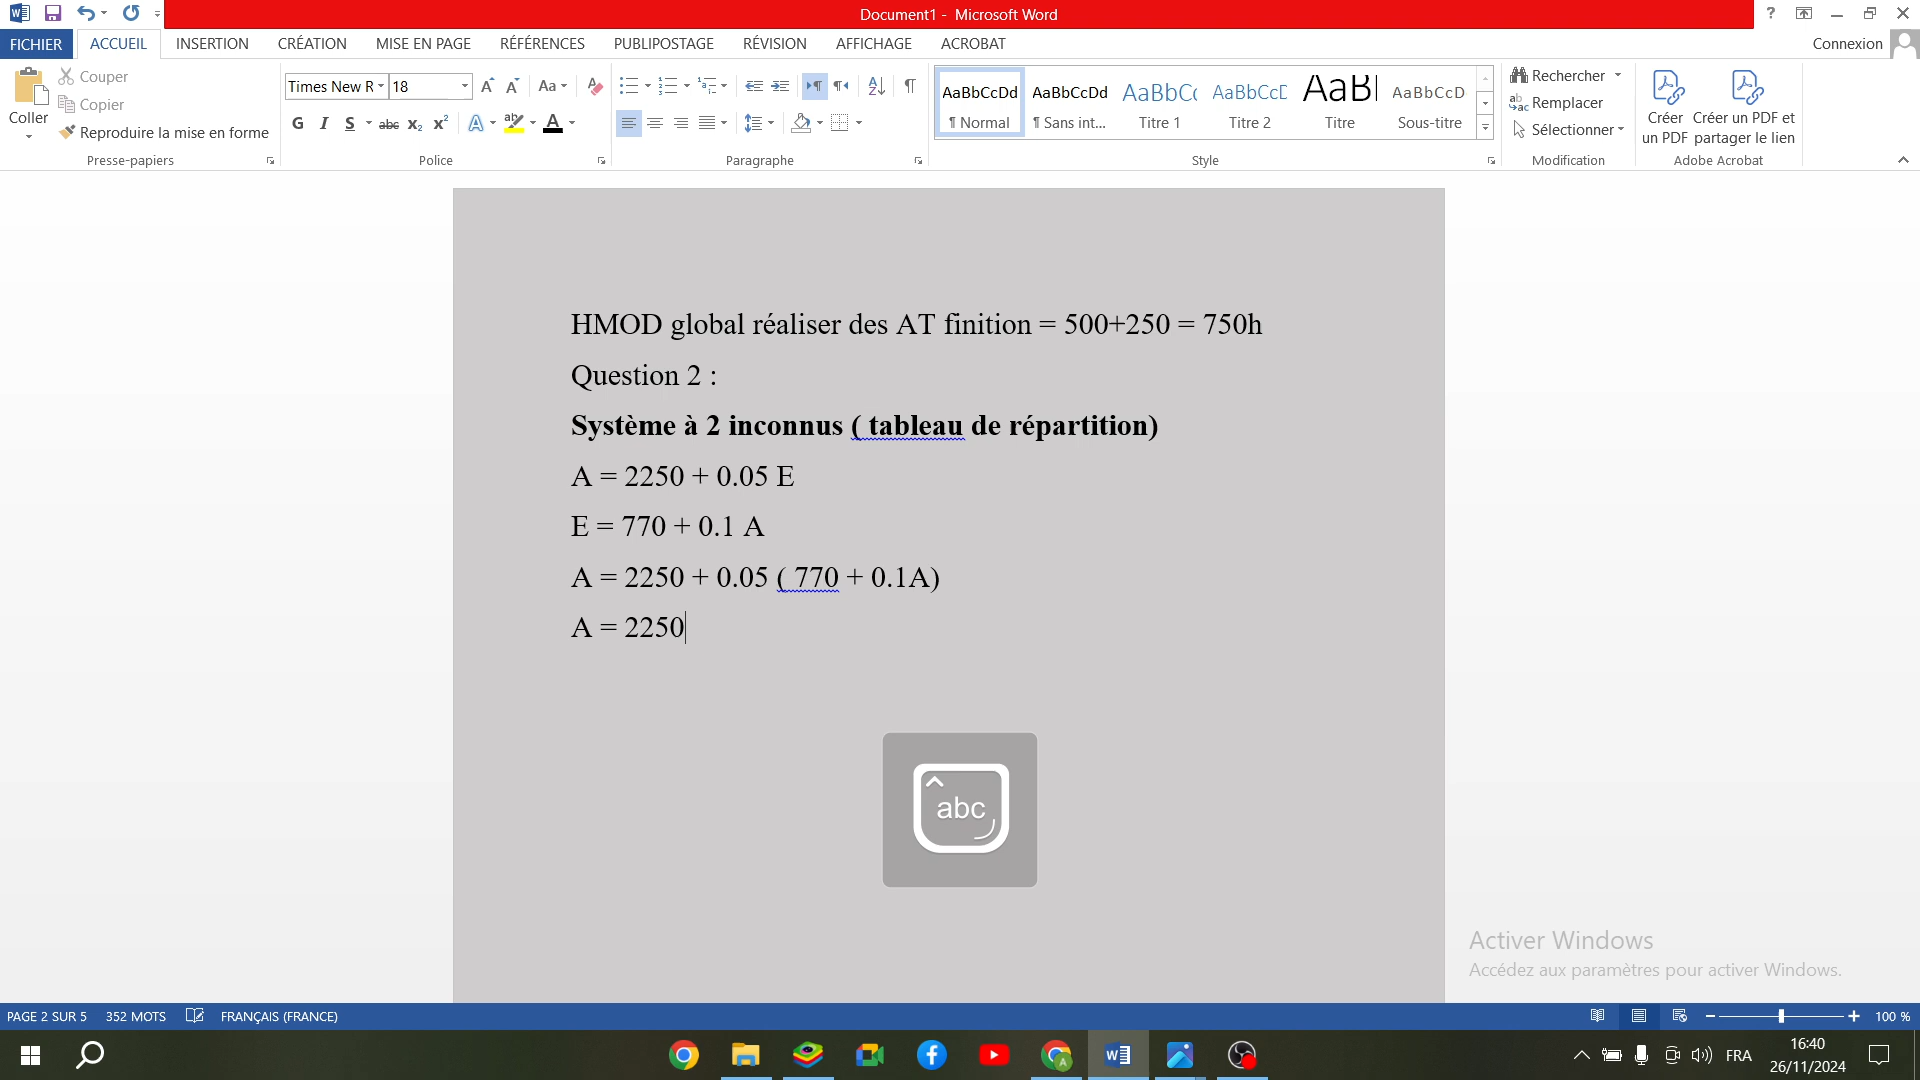 Document1 - Microsoft Word
FICHIER ACCUEIL INSERTION CRÉATION MISE EN PAGE RÉFÉRENCES PUBLIPOSTAGE RÉVISION AFFICHAGE ACROBAT Connexion
Coller
Couper
Copier
Reproduire la mise en forme
Presse-papiers
Times New R 18
Police
Paragraphe
AaBbCcDd AaBbCcDd AaBbCc AaBbCcE AaBl AaBbCcD
¶ Normal ¶ Sans int... Titre 1 Titre 2 Titre Sous-titre
Style
Rechercher
Remplacer
Sélectionner
Modification
Créer un PDF
Créer un PDF et partager le lien
Adobe Acrobat
HMOD global réaliser des AT finition = 500+250 = 750h
Question 2 :
Système à 2 inconnus ( tableau de répartition)
A = 2250 + 0.05 E
E = 770 + 0.1 A
A = 2250 + 0.05 ( 770 + 0.1A)
A = 2250
abc
Activer Windows
Accédez aux paramètres pour activer Windows.
PAGE 2 SUR 5 352 MOTS FRANÇAIS (FRANCE) 100 %
FRA
16:40
26/11/2024